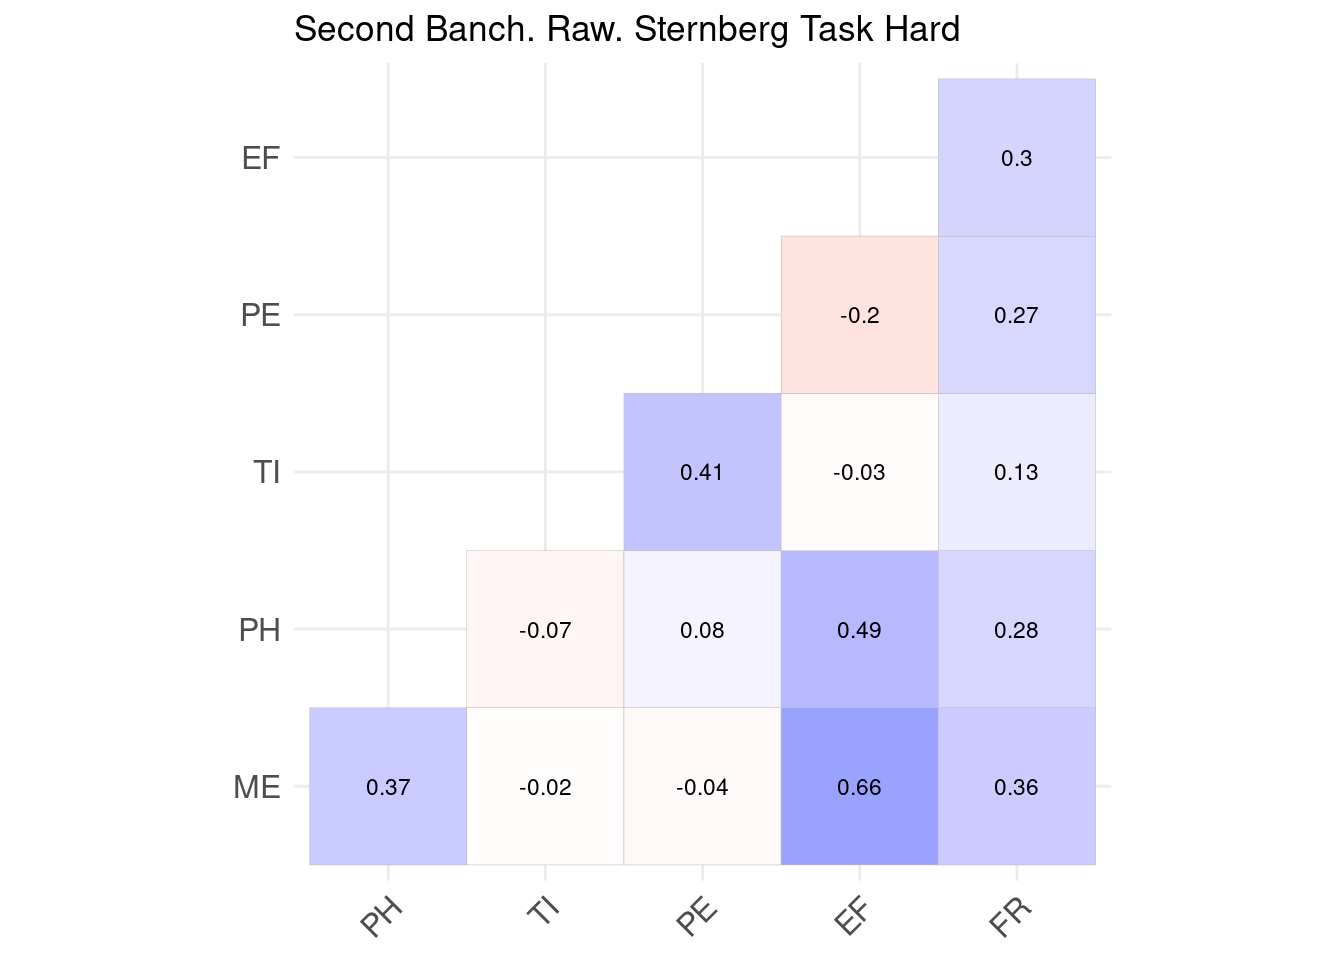 Second Banch. Raw. Sternberg Task Hard
EF 0.3
PE -0.2 0.27
TI 0.41 -0.03 0.13
PH -0.07 0.08 0.49 0.28
ME 0.37 -0.02 -0.04 0.66 0.36
PH TI PE EF FR